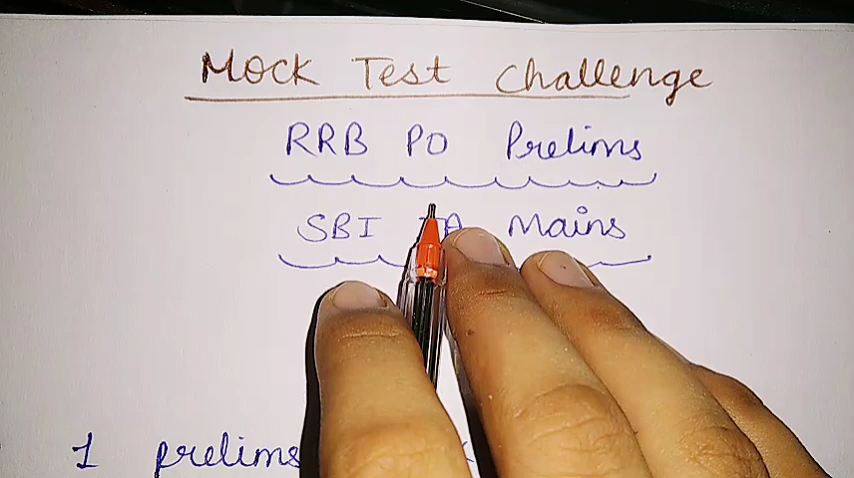 Mock Test Challenge
RRB PO Prelims
SBI Mains
1 prelims